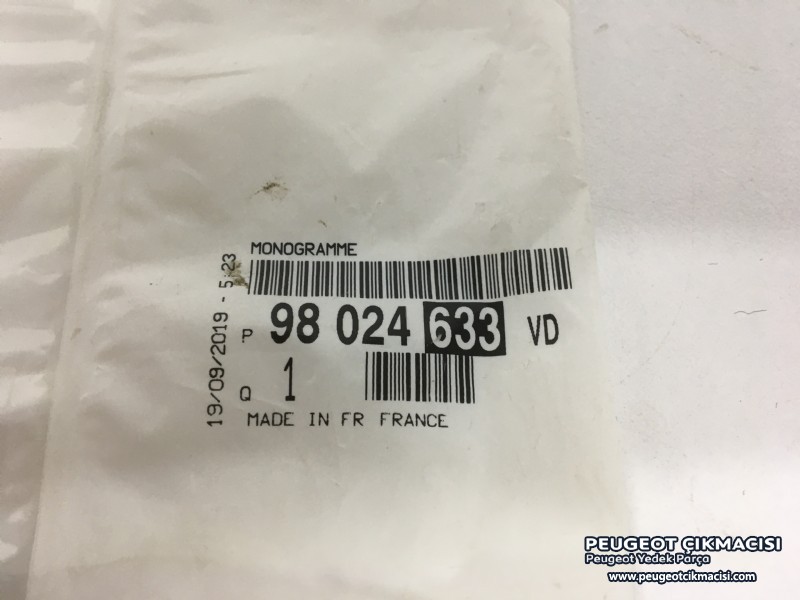 MONOGRAMME
P 98 024 633 VD
Q 1
MADE IN FR FRANCE
19/09/2019 - 5:23
PEUGEOT ÇIKMACISI
Peugeot Yedek Parça
www.peugeotcikmacisi.com